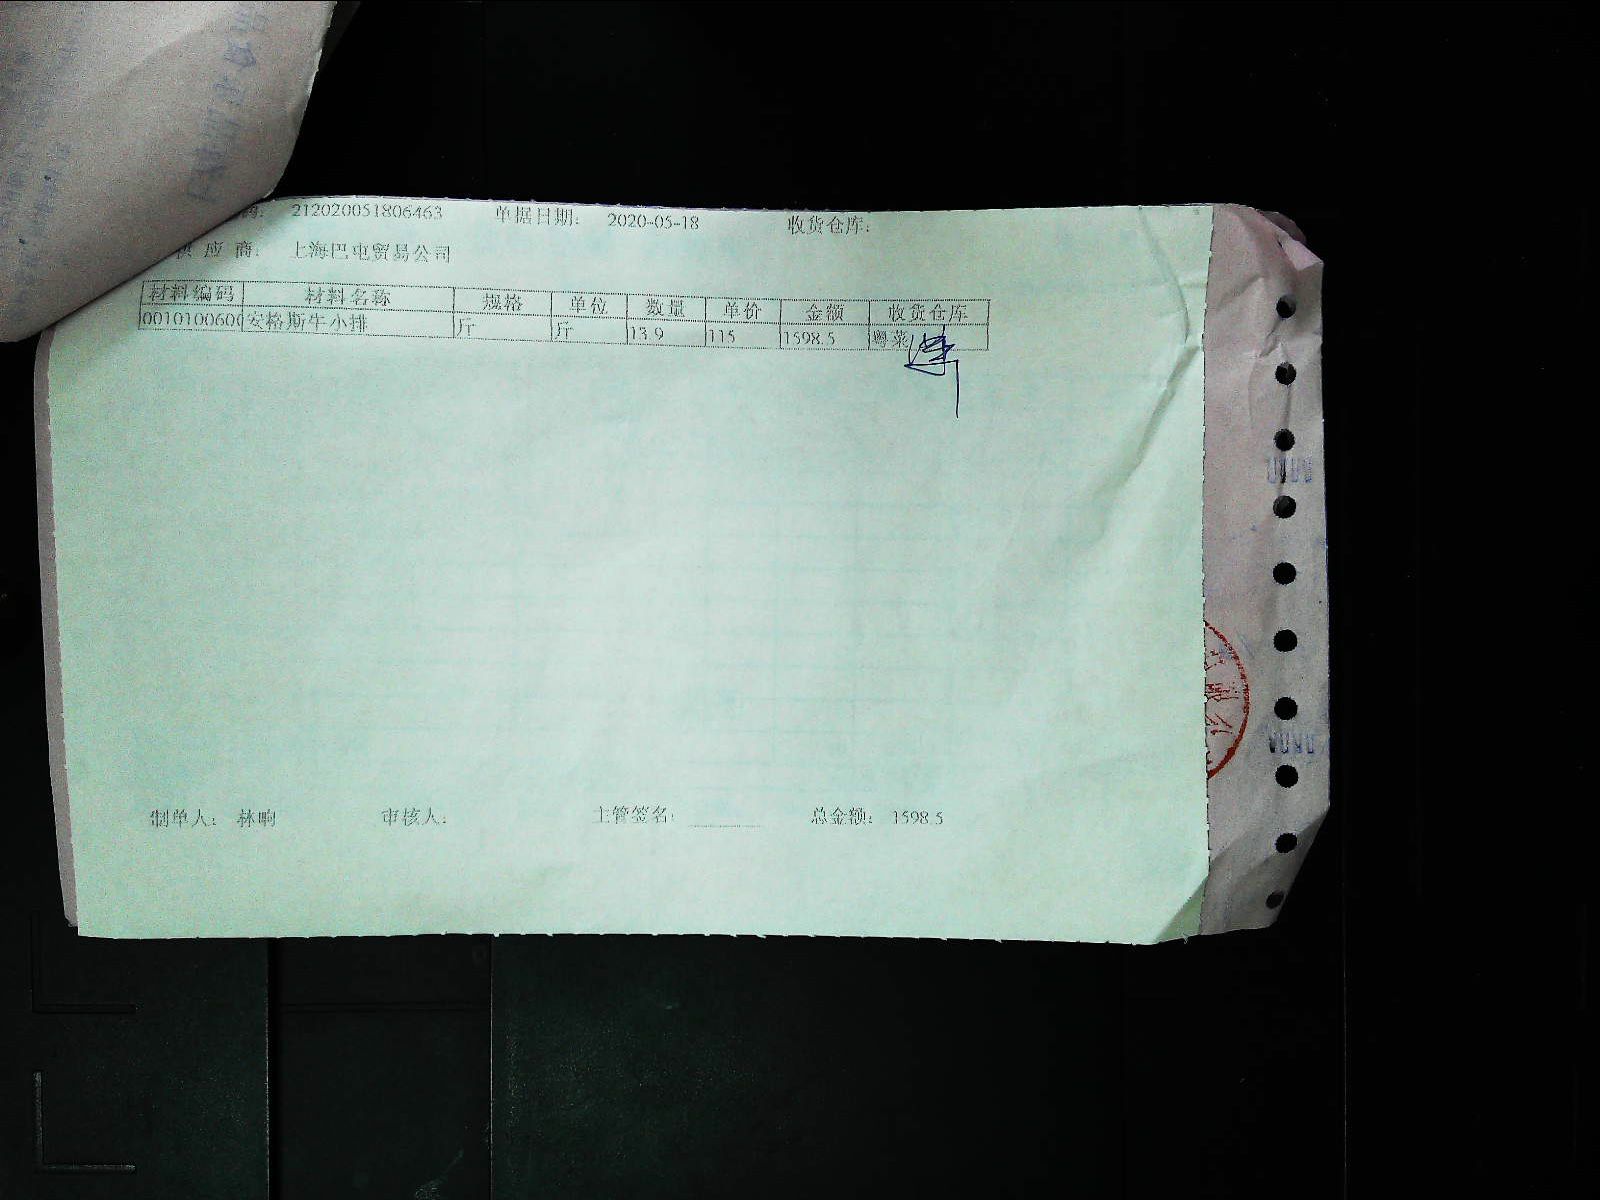 码: 212020051806463 单据日期: 2020-05-18 收货仓库:
供应商: 上海巴屯贸易公司
材料编码 材料名称 规格 单位 数量 单价 金额 收货仓库
0010100600 安格斯牛小排 斤 斤 13.9 115 1598.5 粤菜
制单人: 林响 审核人: 主管签名: 总金额: 1598.5